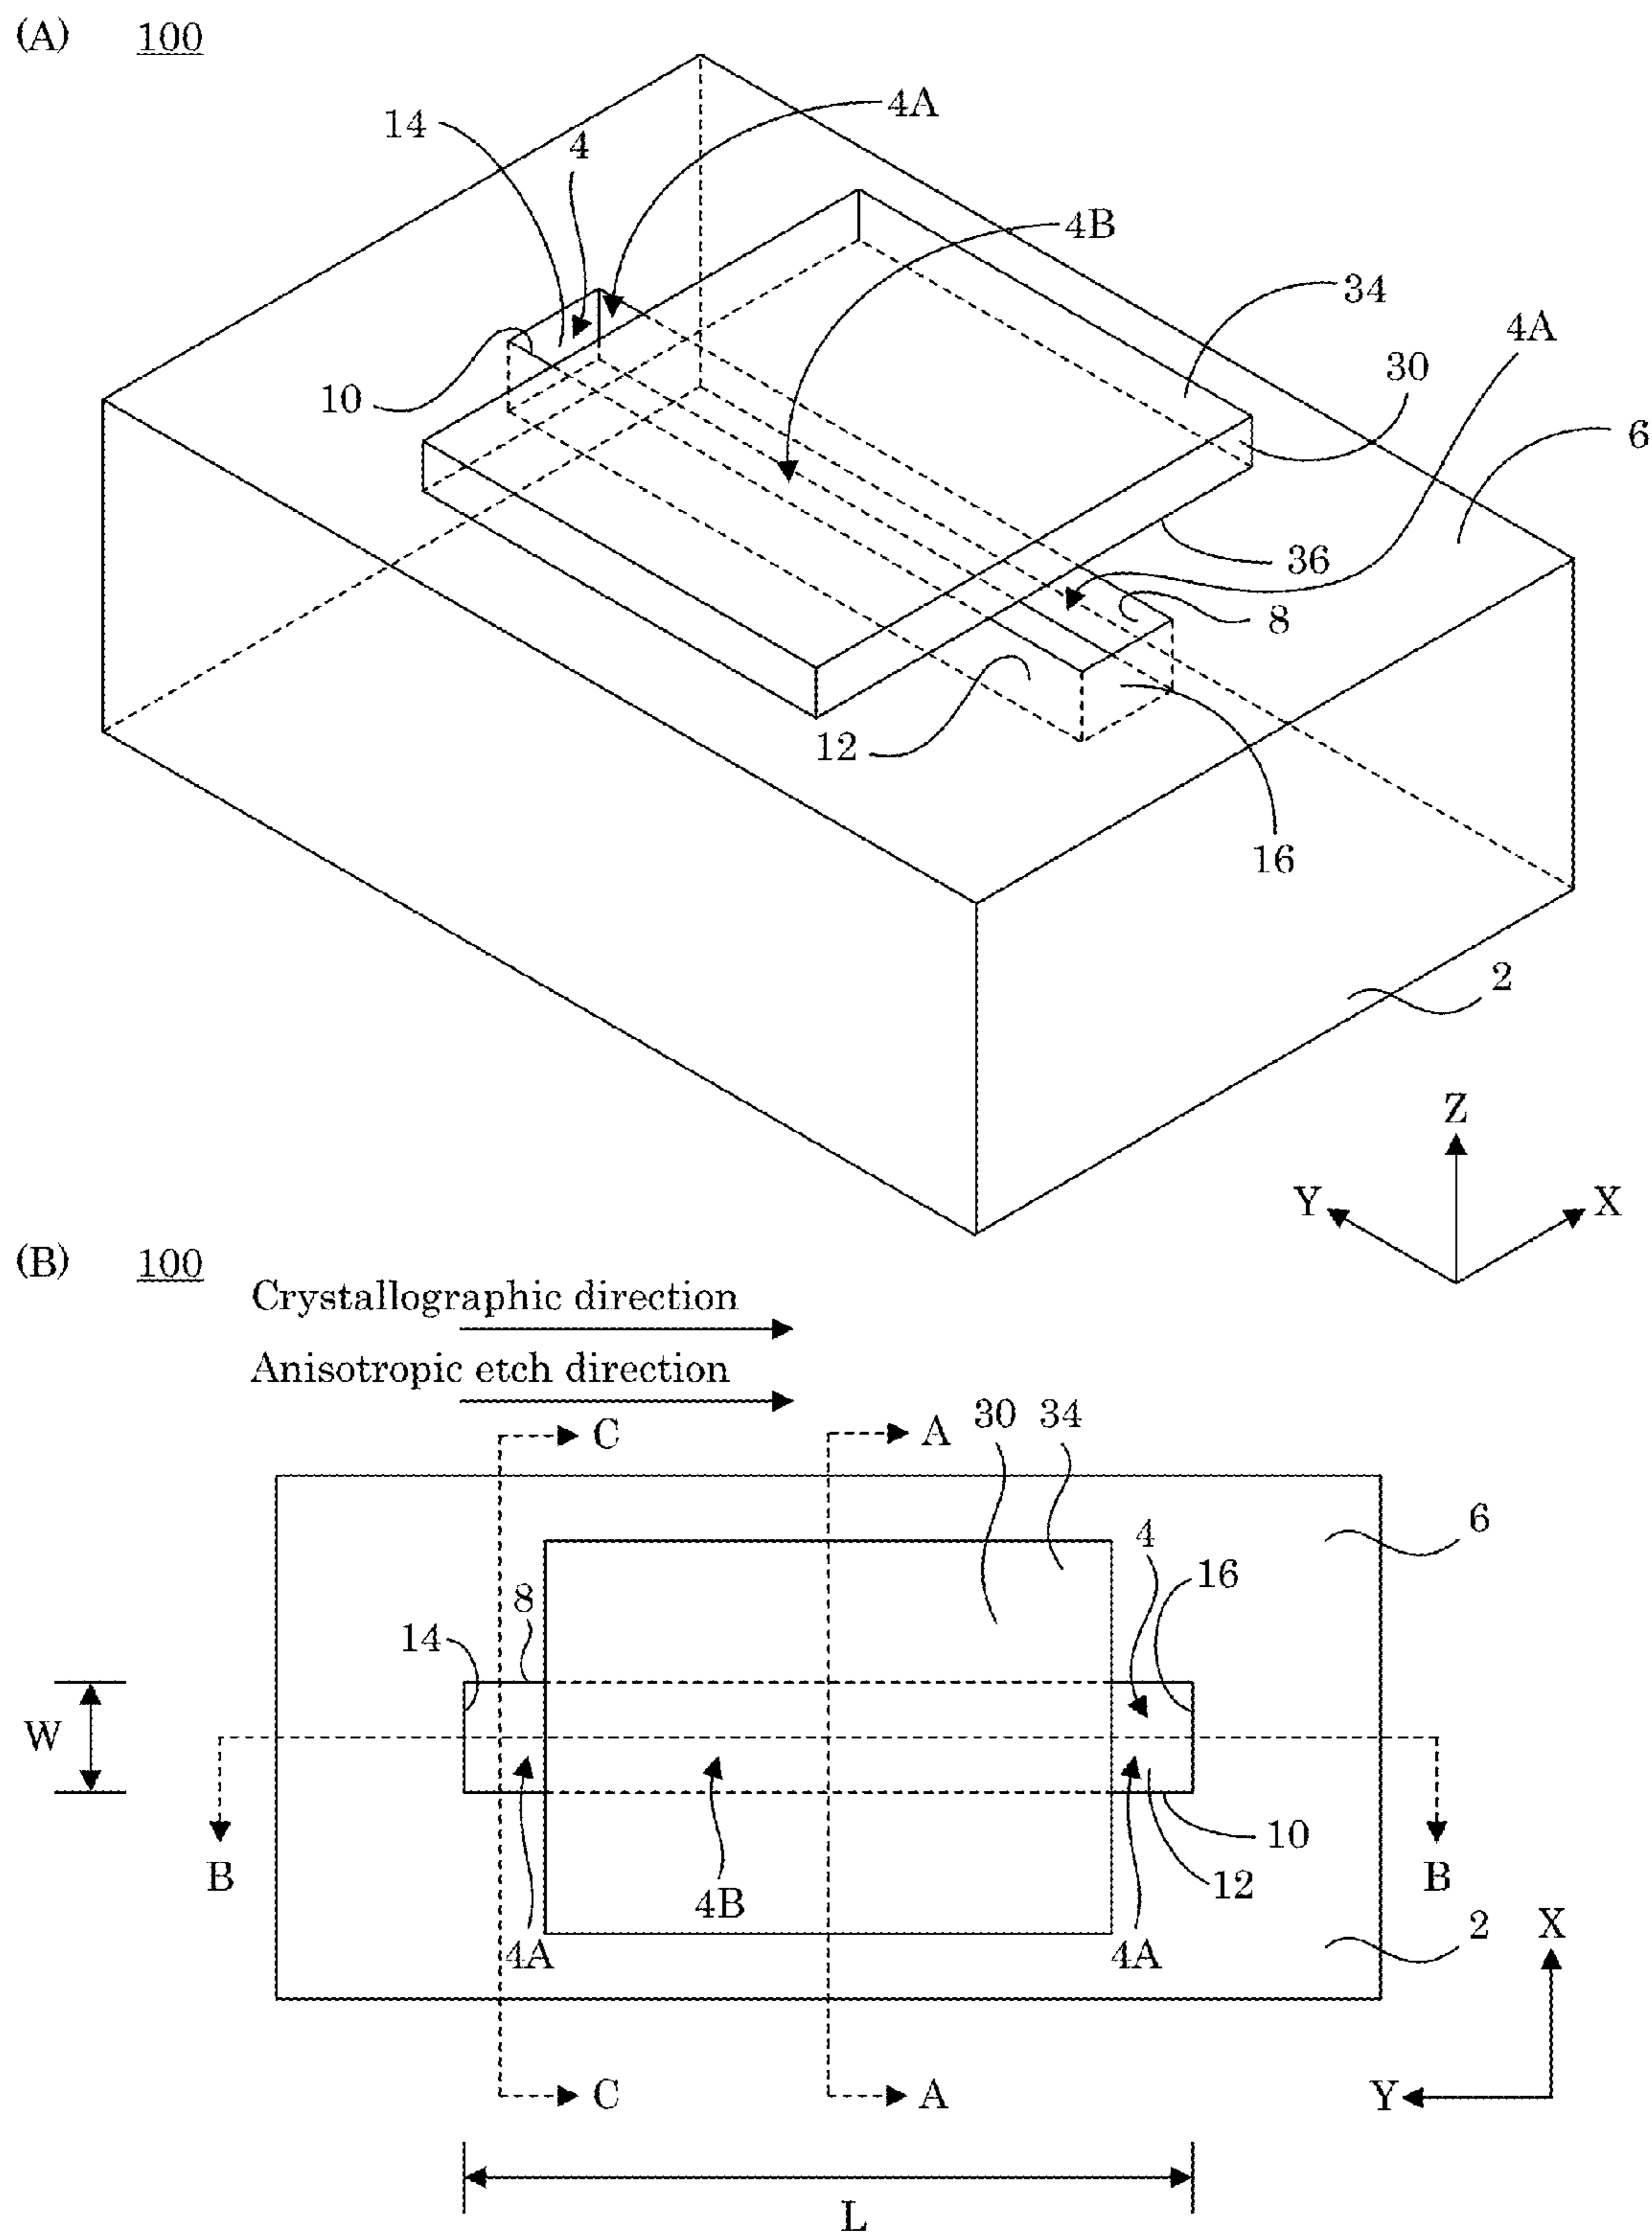 (A) 100
4A
14
4
4B
34
4A
30
10
6
36
8
12
16
2
Z
Y X
(B) 100
Crystallographic direction
Anisotropic etch direction
C A 30 34
6
4
8 16
14
W
10
B 12 B
4B
4A 4A 2 X
C A Y
L